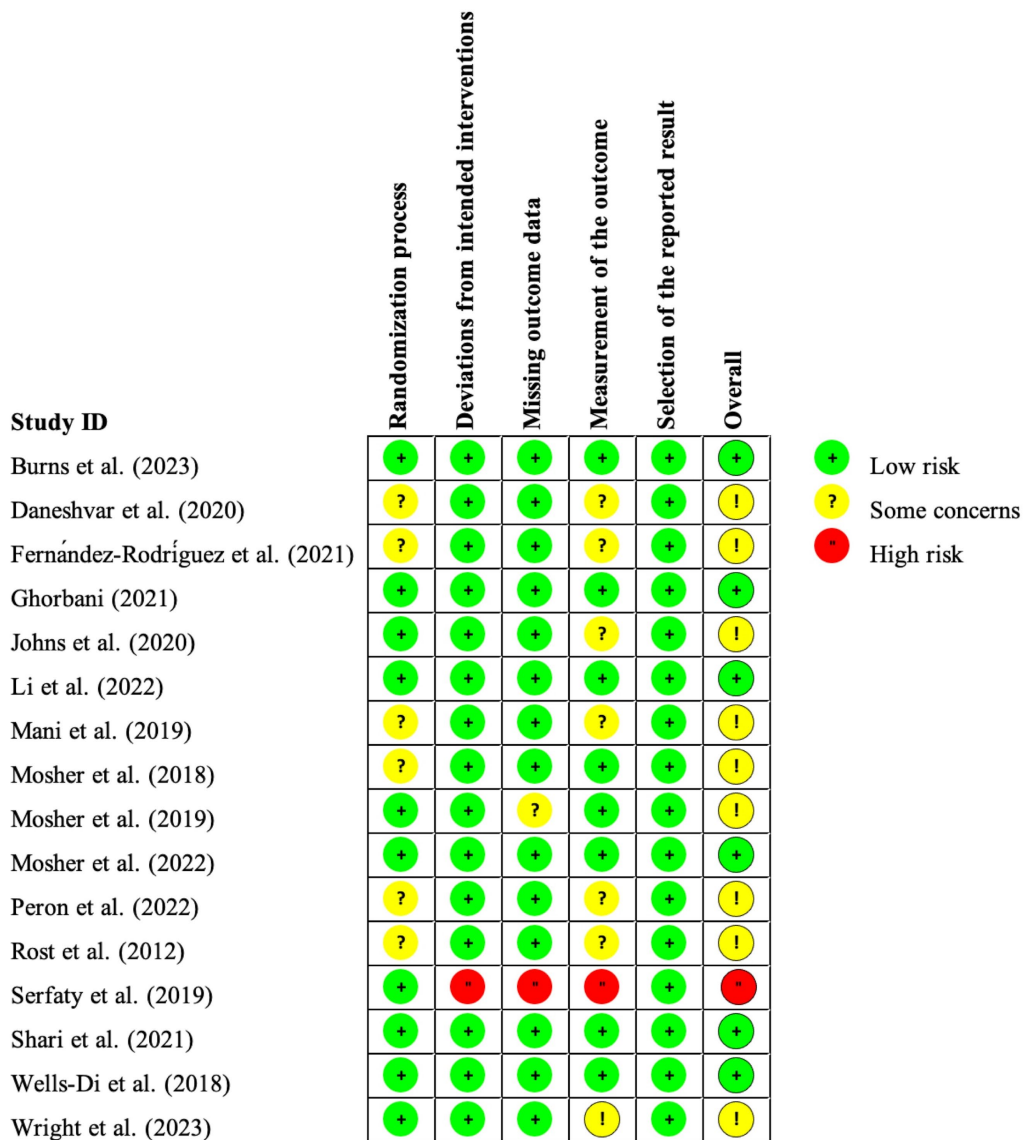 Randomization process
Deviations from intended interventions
Missing outcome data
Measurement of the outcome
Selection of the reported result
Overall
Study ID
Burns et al. (2023) + + + + + +
Daneshvar et al. (2020) ? + + ? + !
Fernández-Rodríguez et al. (2021) ? + + ? + !
Ghorbani (2021) + + + + + +
Johns et al. (2020) + + + ? + !
Li et al. (2022) + + + + + +
Mani et al. (2019) ? + + ? + !
Mosher et al. (2018) ? + + + + !
Mosher et al. (2019) + + ? + + !
Mosher et al. (2022) + + + + + +
Peron et al. (2022) ? + + ? + !
Rost et al. (2012) ? + + ? + !
Serfaty et al. (2019) + " " " + "
Shari et al. (2021) + + + + + +
Wells-Di et al. (2018) + + + + + +
Wright et al. (2023) + + + ! + !
+ Low risk
? Some concerns
" High risk